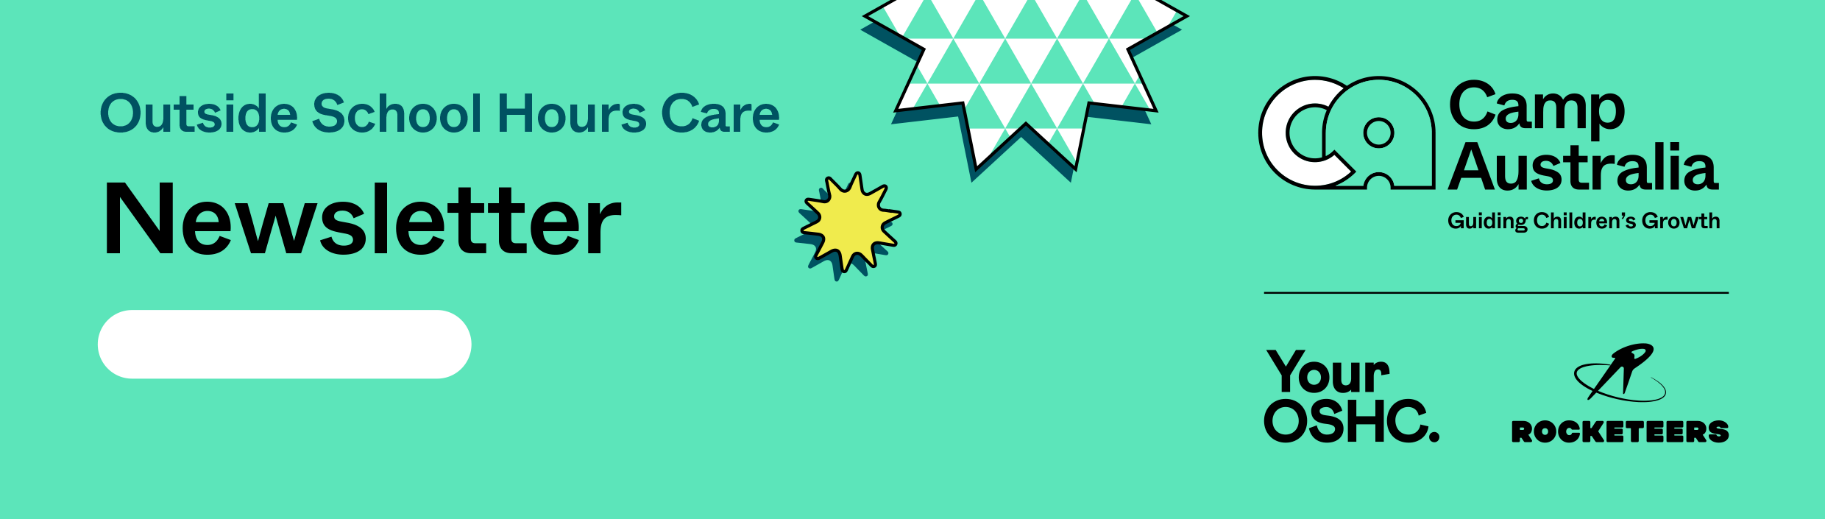 Outside School Hours Care
Newsletter
Camp
Australia
Guiding Children's Growth
Your
OSHC.
ROCKETEERS